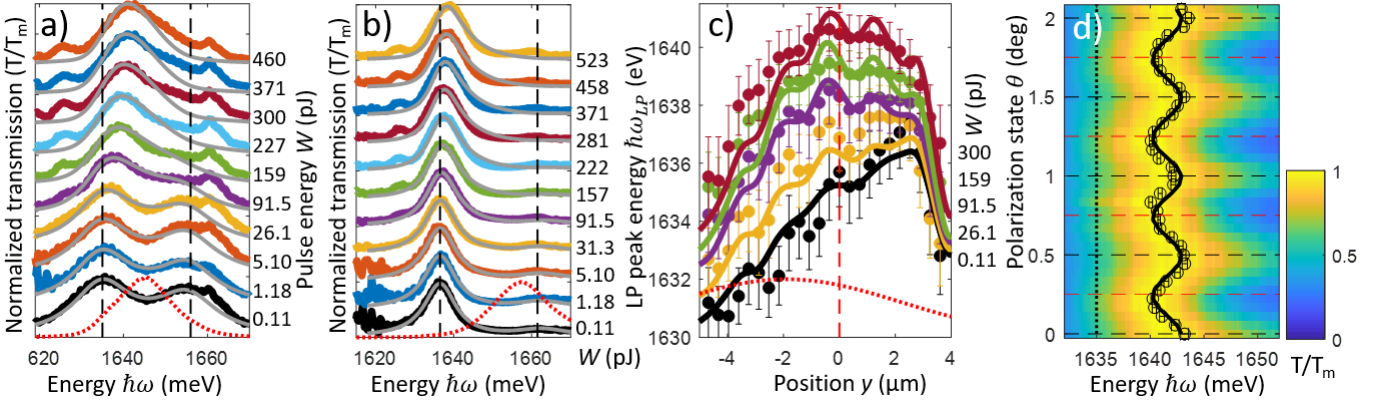 a)
Normalized transmission (T/Tm)
460
371
300
227
159
91.5
26.1
5.10
1.18
0.11
Pulse energy W (pJ)
620 1640 1660
Energy ℏω (meV)
b)
Normalized transmission (T/Tm)
523
458
371
281
222
157
91.5
31.3
5.10
1.18
0.11
W (pJ)
1620 1640 1660
Energy ℏω (meV)
c)
LP peak energy ℏωLP (eV)
1640
1638
1636
1634
1632
1630
-4 -2 0 2 4
Position y (μm)
W (pJ)
300
159
91.5
26.1
0.11
d)
Polarization state θ (deg)
2
1.5
1
0.5
0
1635 1640 1645 1650
Energy ℏω (meV)
1
0.5
0
T/Tm